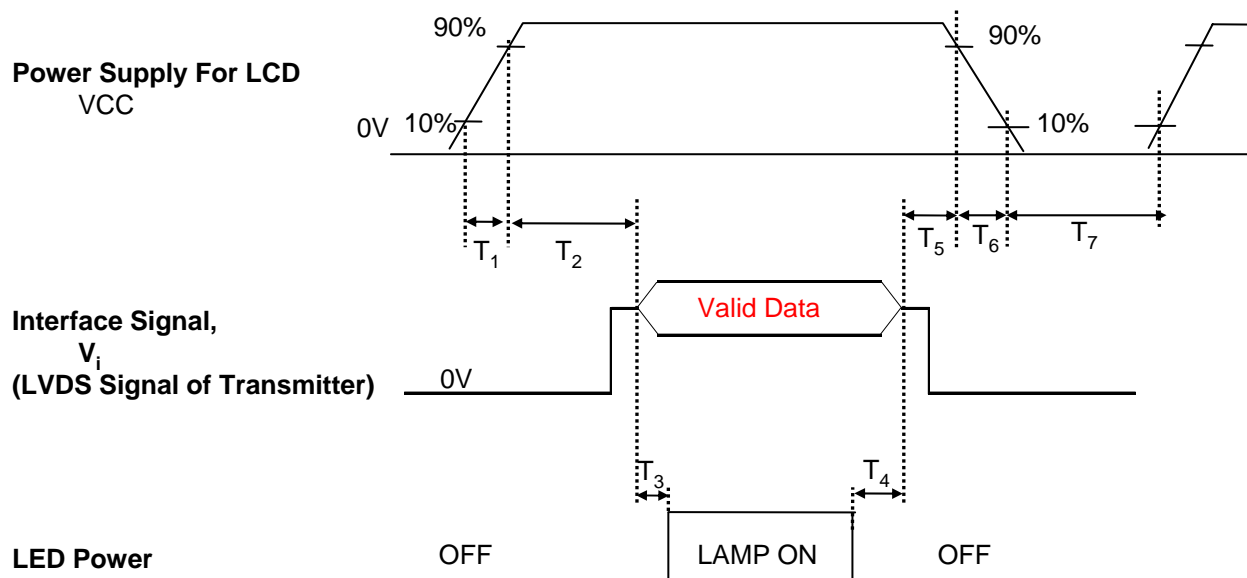 90%
90%
Power Supply For LCD
VCC
0V
10%
10%
T1
T2
T5
T6
T7
Valid Data
Interface Signal,
Vi
(LVDS Signal of Transmitter)
0V
T3
T4
LED Power
OFF
LAMP ON
OFF